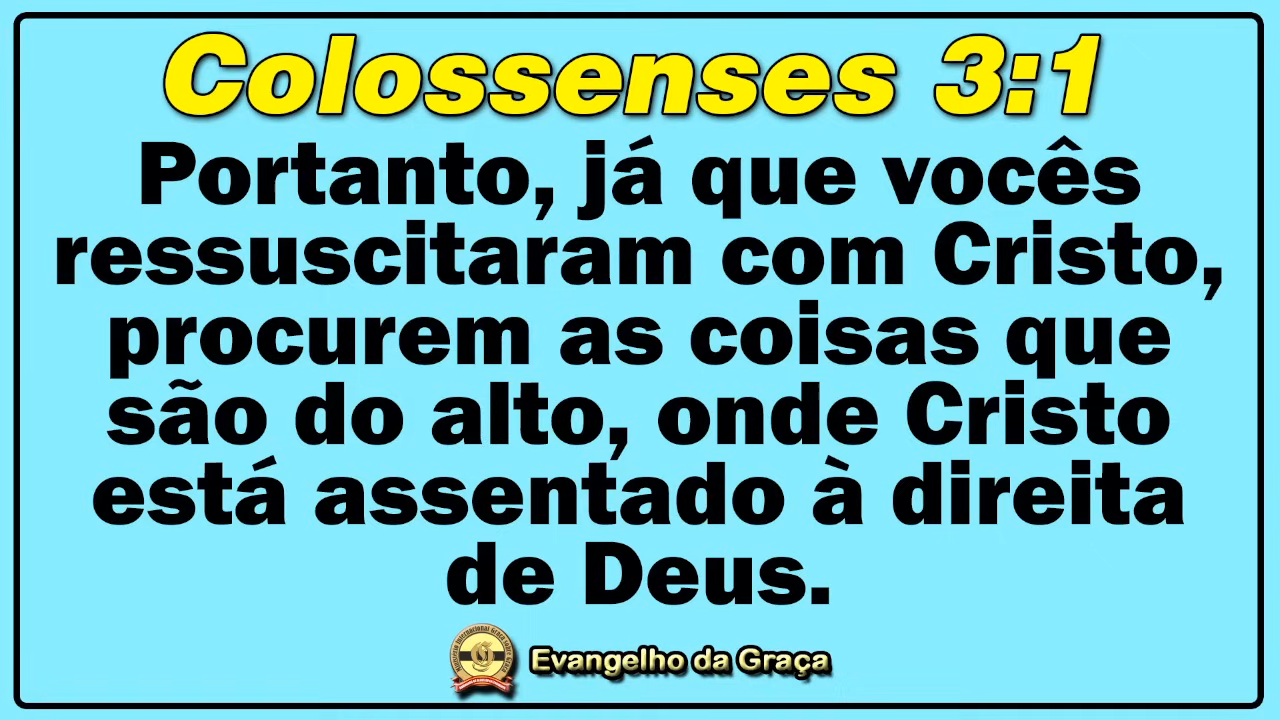 Colossenses 3:1
Portanto, já que vocês
ressuscitaram com Cristo,
procurem as coisas que
são do alto, onde Cristo
está assentado à direita
de Deus.
Evangelho da Graça